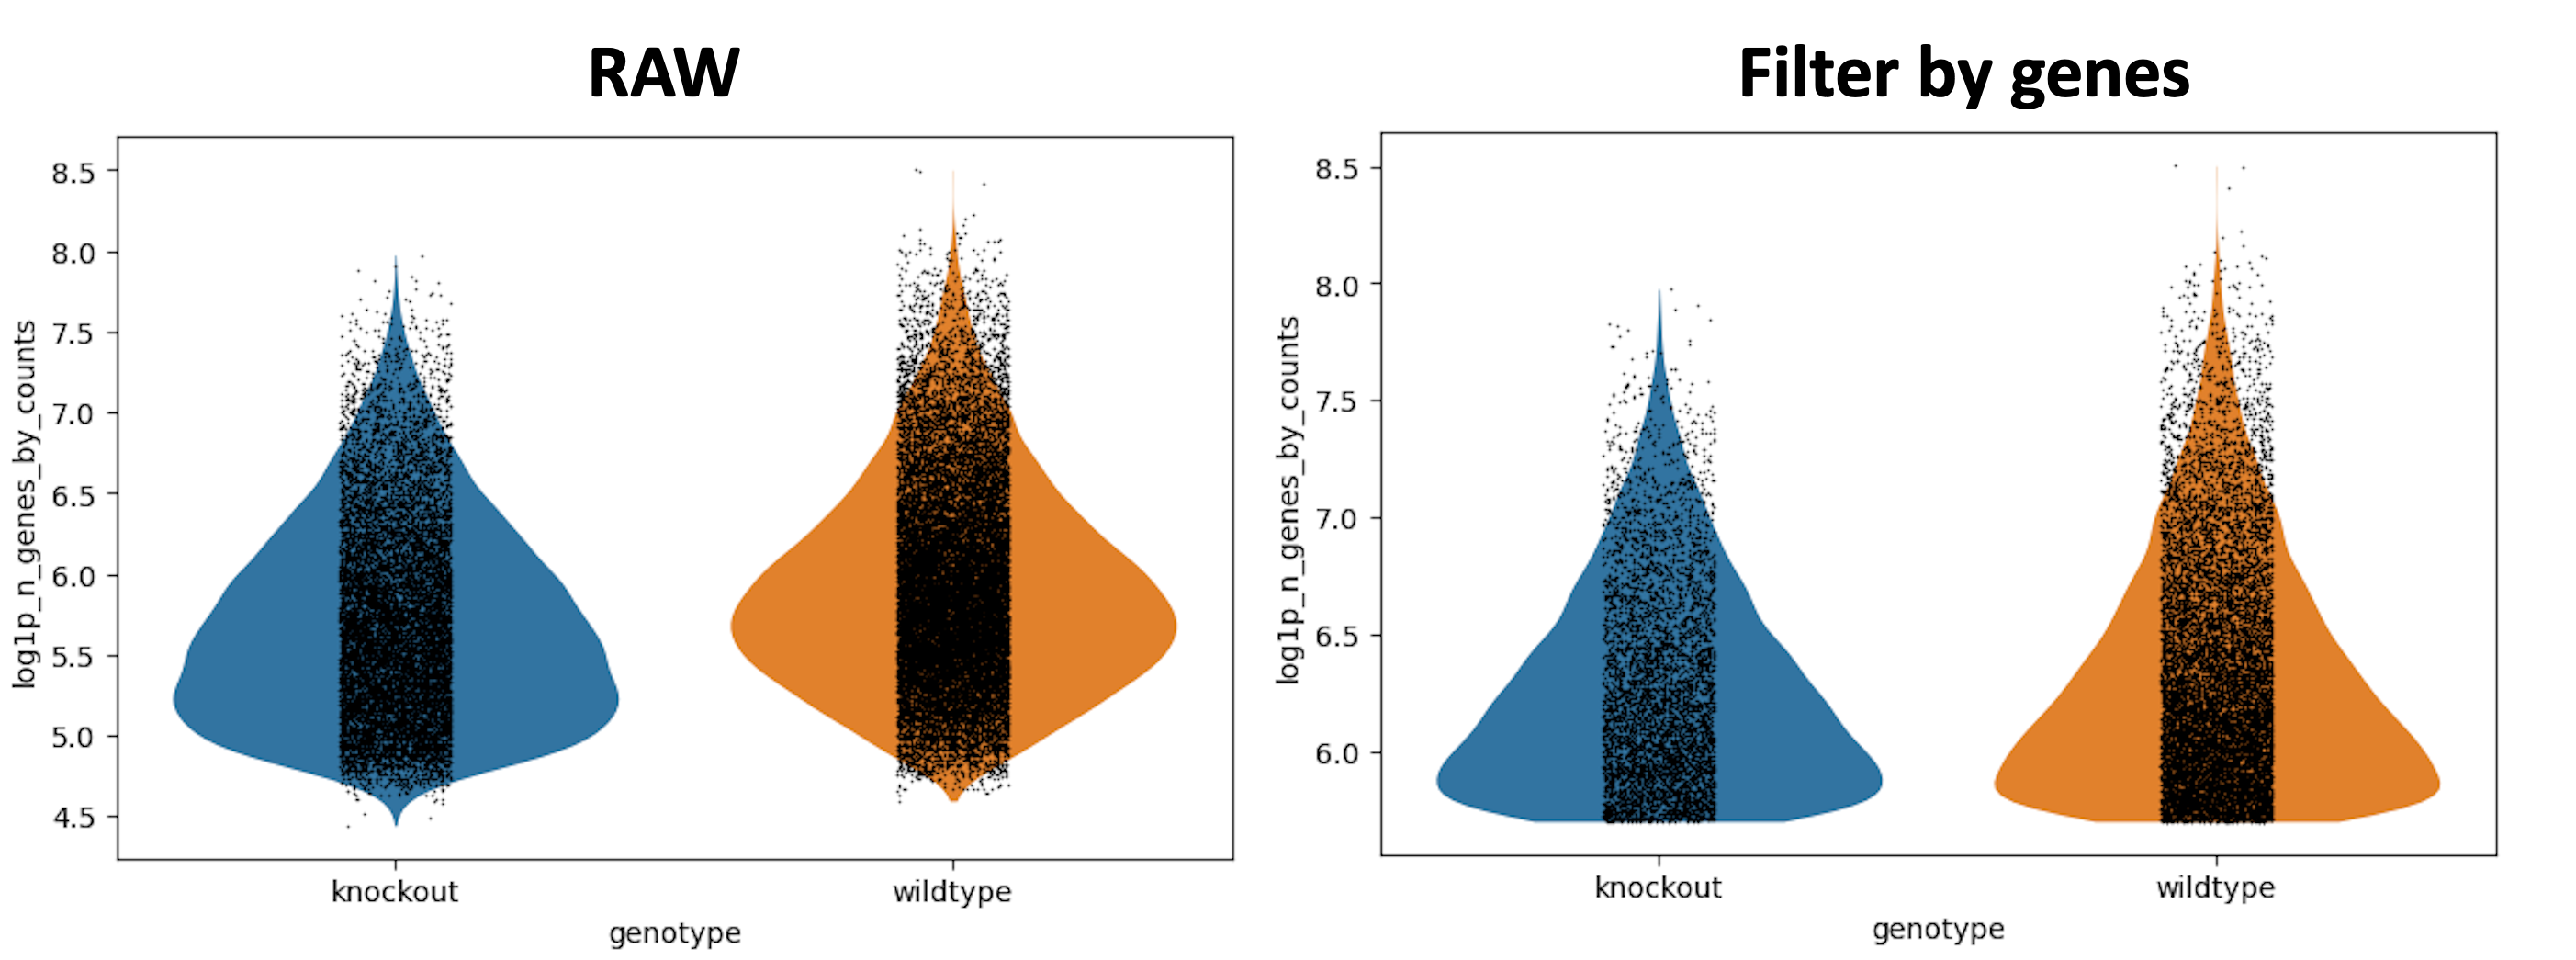 RAW
8.5
8.0
7.5
7.0
6.5
6.0
5.5
5.0
4.5
log1p_n_genes_by_counts
knockout
wildtype
genotype
Filter by genes
8.5
8.0
7.5
7.0
6.5
6.0
log1p_n_genes_by_counts
knockout
wildtype
genotype